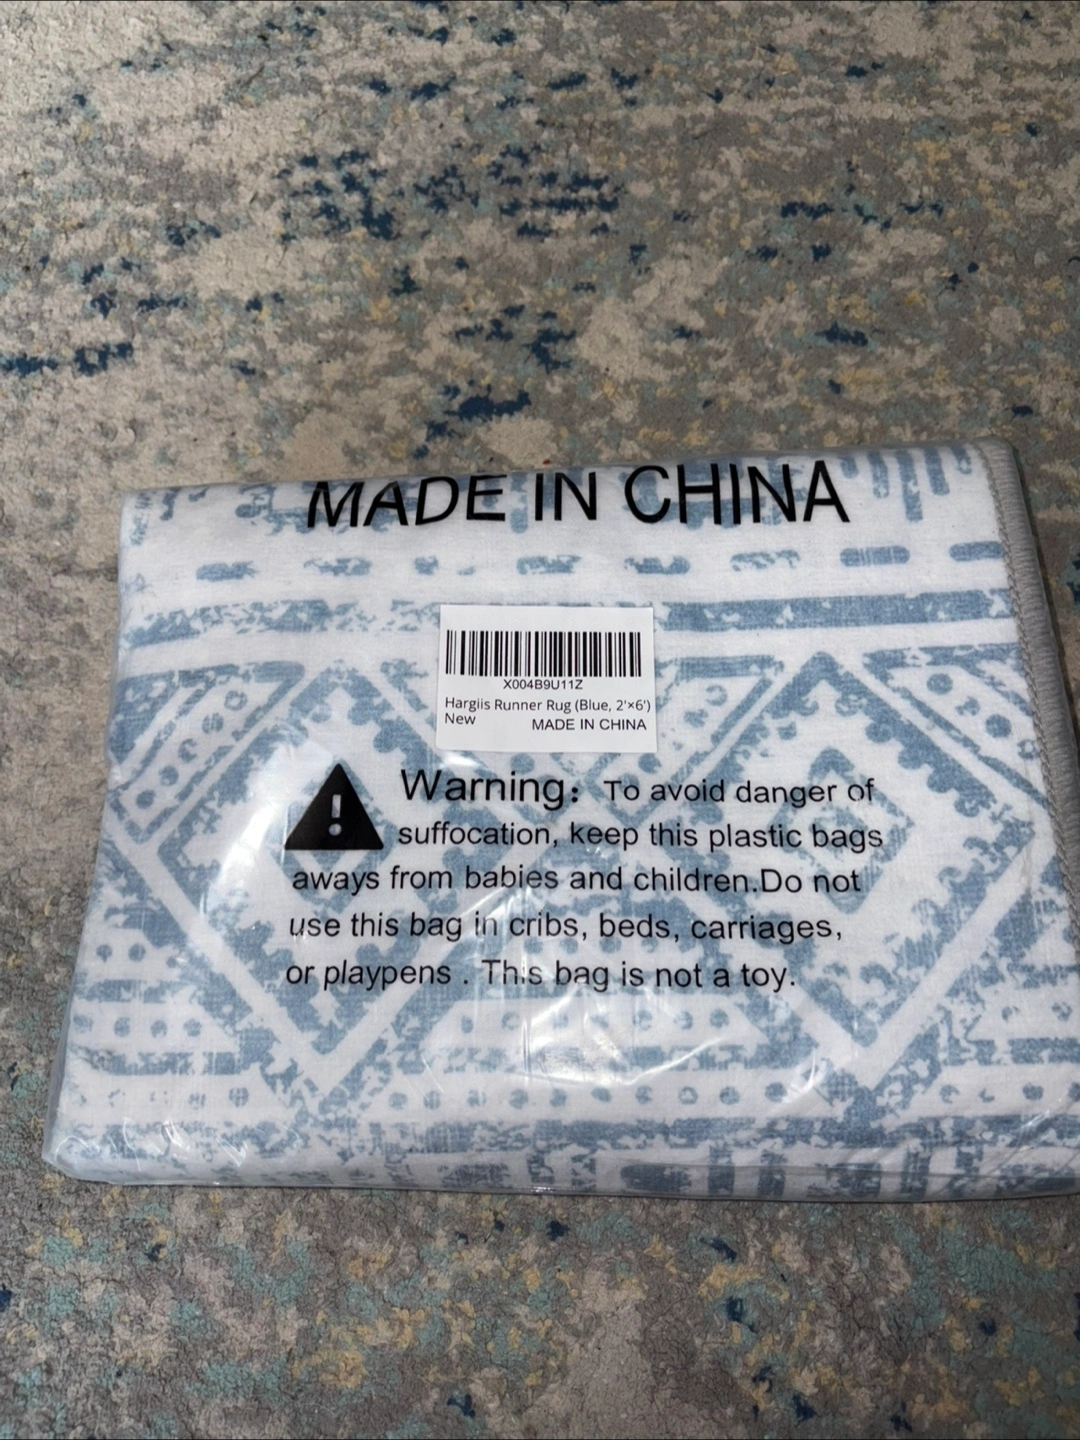 MADE IN CHINA
X004B9U11Z
Hargiis Runner Rug (Blue, 2'×6')
New MADE IN CHINA
Warning: To avoid danger of
suffocation, keep this plastic bags
aways from babies and children.Do not
use this bag in cribs, beds, carriages,
or playpens . This bag is not a toy.